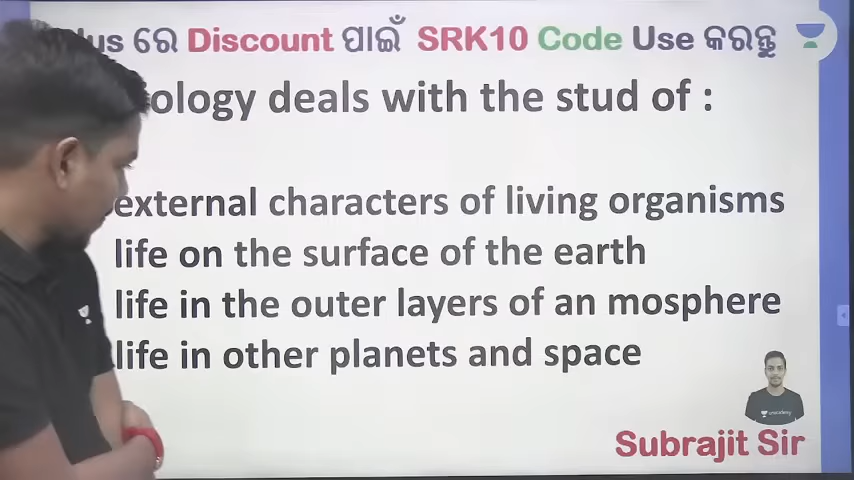 ରେ Discount ପାଇଁ SRK10 Code Use କରନ୍ତୁ
deals with the stud of :
external characters of living organisms
life on the surface of the earth
life in the outer layers of an mosphere
life in other planets and space
Subrajit Sir